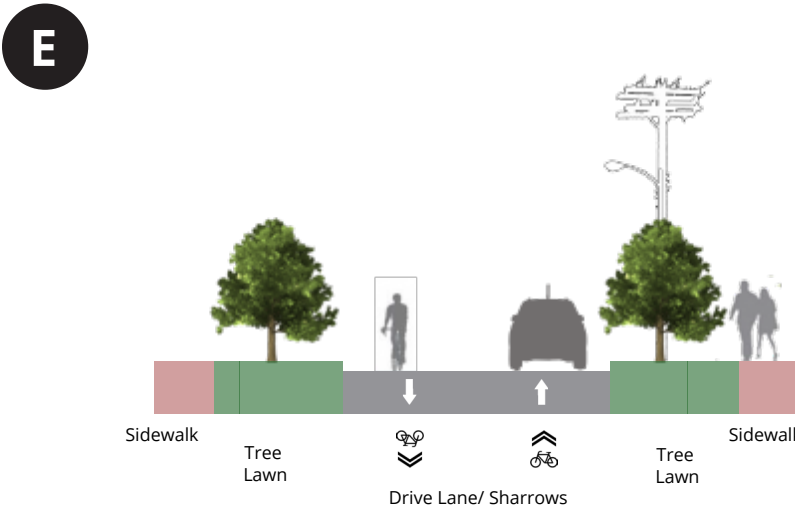 E
Sidewalk
Tree
Lawn
Drive Lane/ Sharrows
Tree
Lawn
Sidewall